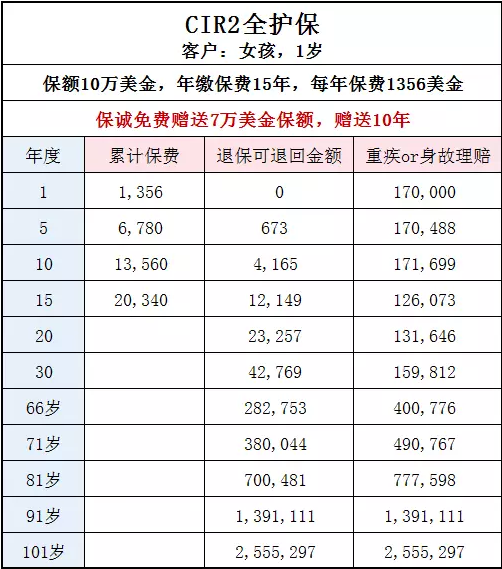 CIR2全护保
客户：女孩，1岁
保额10万美金，年缴保费15年，每年保费1356美金
保诚免费赠送7万美金保额，赠送10年
年度 累计保费 退保可退回金额 重疾or身故理赔
1 1,356 0 170,000
5 6,780 673 170,488
10 13,560 4,165 171,699
15 20,340 12,149 126,073
20 23,257 131,646
30 42,769 159,812
66岁 282,753 400,776
71岁 380,044 490,767
81岁 700,481 777,598
91岁 1,391,111 1,391,111
101岁 2,555,297 2,555,297